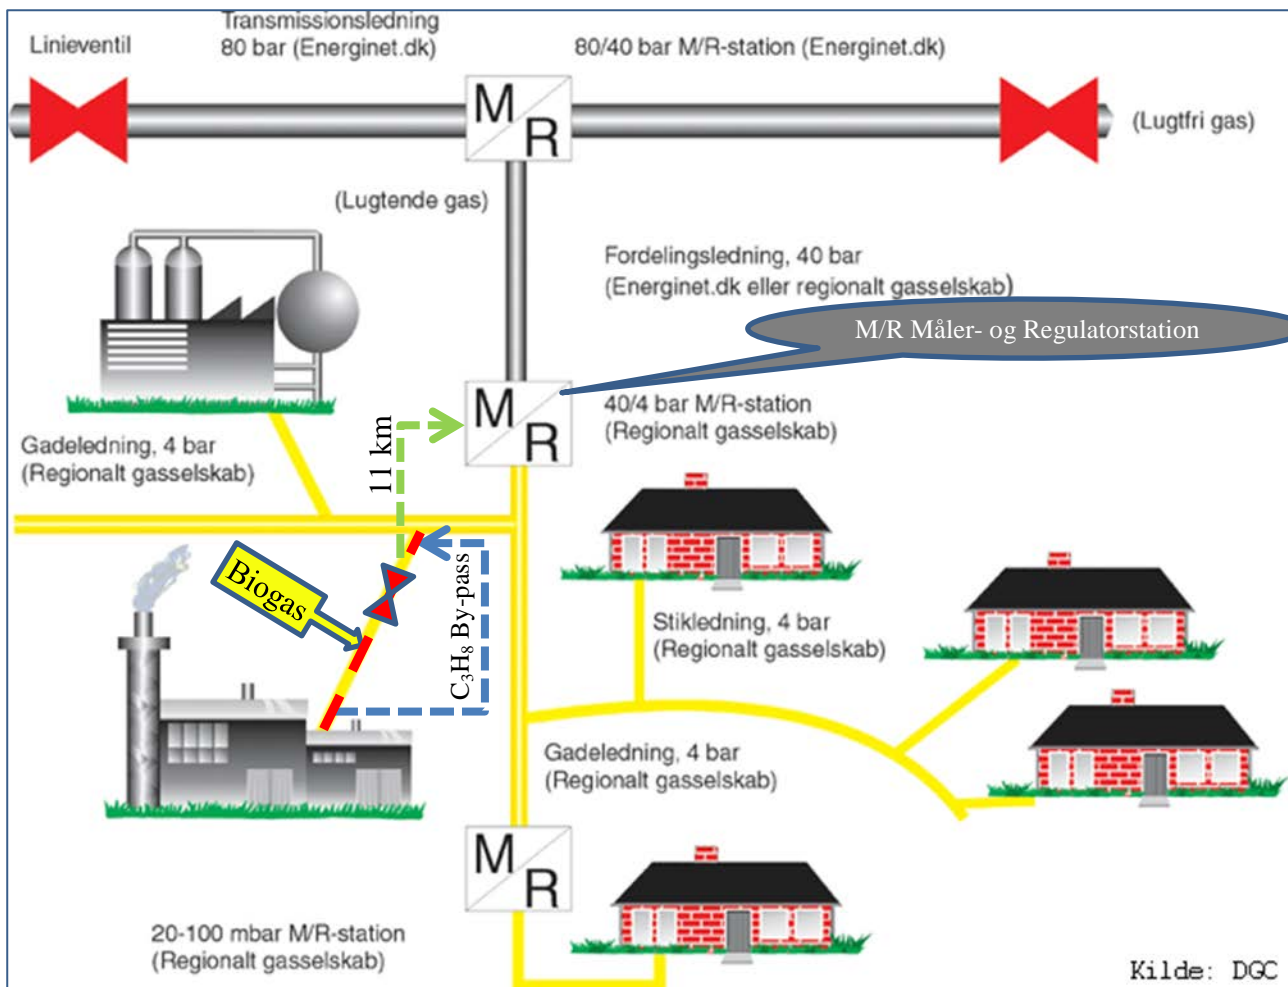 Transmissionsledning
80 bar (Energinet.dk)
Linieventil
80/40 bar M/R-station (Energinet.dk)
M
R
(Lugtfri gas)
(Lugtende gas)
Fordelingsledning, 40 bar
(Energinet.dk eller regionalt gasselskab)
M/R Måler- og Regulatorstation
M
R
40/4 bar M/R-station
(Regionalt gasselskab)
11 km
Gadeledning, 4 bar
(Regionalt gasselskab)
Biogas
C₃H₈ By-pass
Stikledning, 4 bar
(Regionalt gasselskab)
Gadeledning, 4 bar
(Regionalt gasselskab)
M
R
20-100 mbar M/R-station
(Regionalt gasselskab)
Kilde: DGC